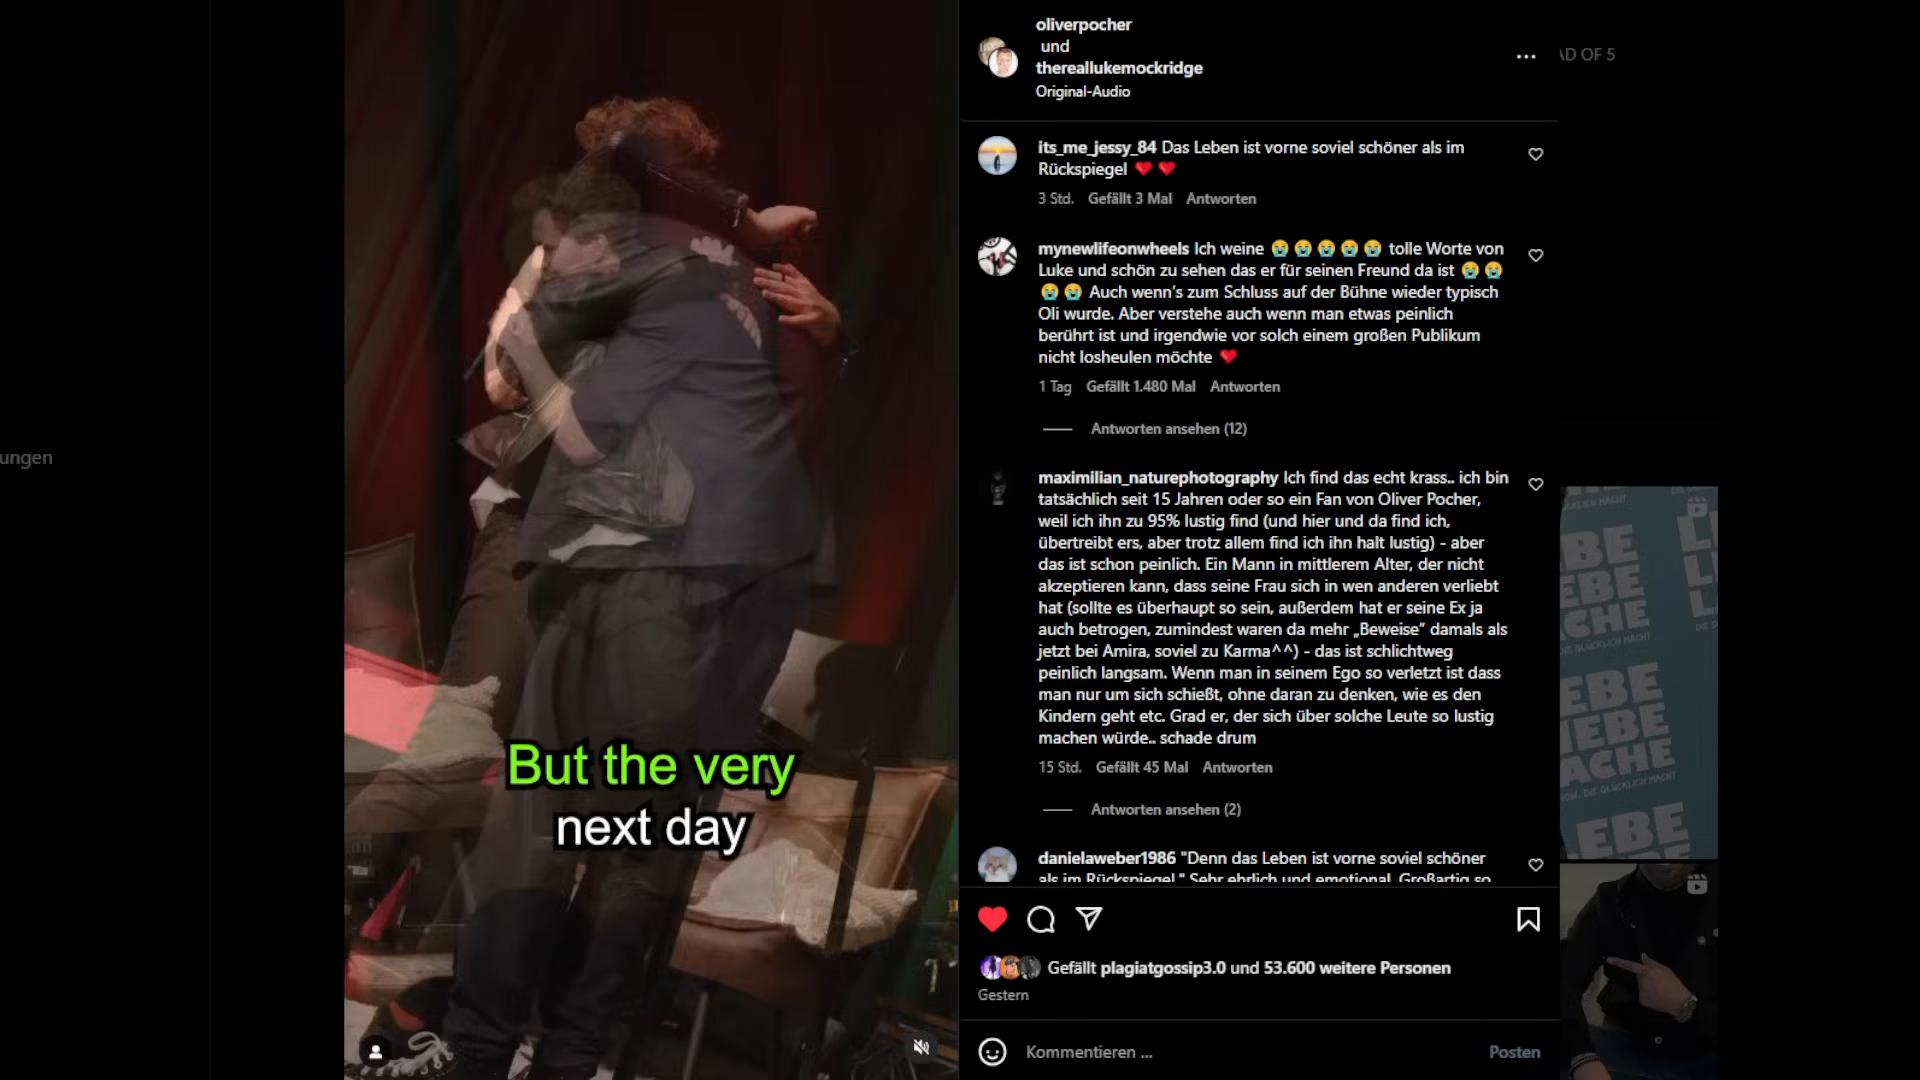 oliverpocher
und
thereallukemockridge
Original-Audio
AD OF 5
its_me_jessy_84 Das Leben ist vorne soviel schöner als im
Rückspiegel ❤️ ❤️
3 Std. Gefällt 3 Mal Antworten
mynewlifeonwheels Ich weine 😭😭😭😭😭 tolle Worte von
Luke und schön zu sehen das er für seinen Freund da ist 😭😭
😭😭 Auch wenn’s zum Schluss auf der Bühne wieder typisch
Oli wurde. Aber verstehe auch wenn man etwas peinlich
berührt ist und irgendwie vor solch einem großen Publikum
nicht losheulen möchte ❤️
1 Tag Gefällt 1.480 Mal Antworten
Antworten ansehen (12)
ungen
maximilian_naturephotography Ich find das echt krass.. ich bin
tatsächlich seit 15 Jahren oder so ein Fan von Oliver Pocher,
weil ich ihn zu 95% lustig find (und hier und da find ich,
übertreibt ers, aber trotz allem find ich ihn halt lustig) - aber
das ist schon peinlich. Ein Mann in mittlerem Alter, der nicht
akzeptieren kann, dass seine Frau sich in wen anderen verliebt
hat (sollte es überhaupt so sein, außerdem hat er seine Ex ja
auch betrogen, zumindest waren da mehr „Beweise“ damals als
jetzt bei Amira, soviel zu Karma^^) - das ist schlichtweg
peinlich langsam. Wenn man in seinem Ego so verletzt ist dass
man nur um sich schießt, ohne daran zu denken, wie es den
Kindern geht etc. Grad er, der sich über solche Leute so lustig
machen würde.. schade drum
15 Std. Gefällt 45 Mal Antworten
Antworten ansehen (2)
But the very
next day
danielaweber1986 "Denn das Leben ist vorne soviel schöner
als im Rückspiegel." Sehr ehrlich und emotional. Großartig so
Gefällt plagiatgossip3.0 und 53.600 weitere Personen
Gestern
Kommentieren ...
Posten
EBE
IEBE
ACHE